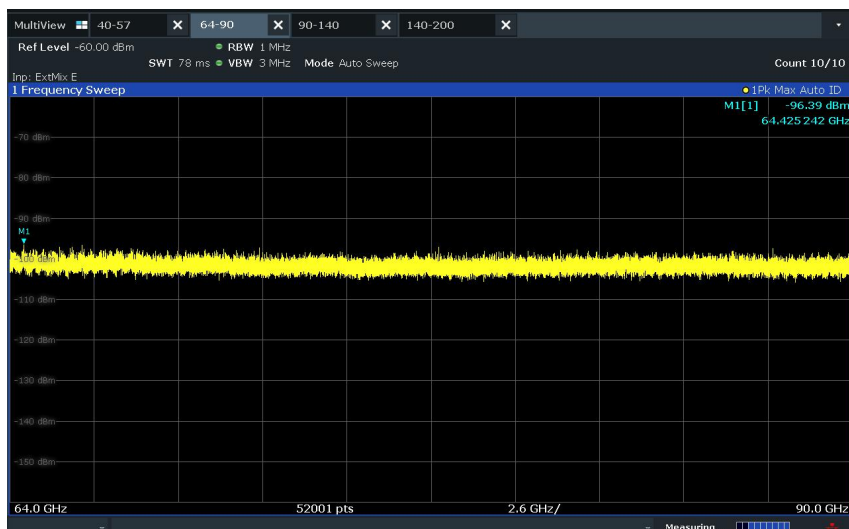 MultiView 40-57 X 64-90 X 90-140 X 140-200 X
Ref Level -60.00 dBm RBW 1 MHz
SWT 78 ms VBW 3 MHz Mode Auto Sweep Count 10/10
Inp: ExtMix E
1 Frequency Sweep 1Pk Max Auto ID
M1[1] -96.39 dBm
64.425 242 GHz
-70 dBm
-80 dBm
-90 dBm
M1
-100 dBm
-110 dBm
-120 dBm
-130 dBm
-140 dBm
-150 dBm
64.0 GHz 52001 pts 2.6 GHz/ 90.0 GHz
Measuring